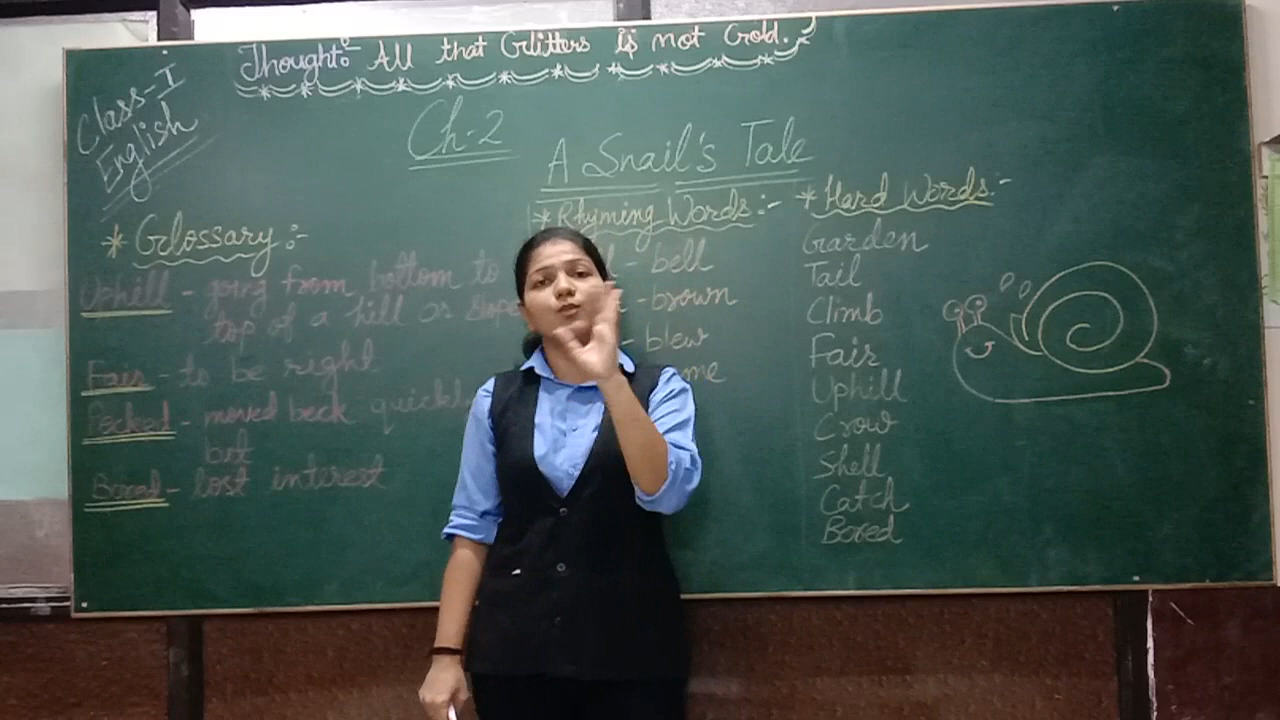 Thought:- All that Glitters is not Gold.
Class-I
English
Ch-2
A Snail's Tale
* Glossary:-
Uphill - going from bottom to
top of a hill or slope
Fair - to be right
Pecked - moved beck quickly
but
Bored - lost interest
* Rhyming Words:-
- bell
- brown
- blew
* Hard Words:-
Garden
Tail
Climb
Fair
Uphill
Crow
Shell
Catch
Bored